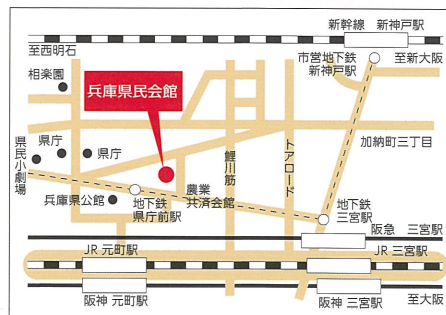 新幹線 新神戸駅
至西明石
市営地下鉄
新神戸駅
至新大阪
相楽園
兵庫県民会館
加納町三丁目
県庁
県庁
県民小劇場
鯉川筋
トアロード
農業
共済会館
兵庫県公館
地下鉄
県庁前駅
地下鉄
三宮駅
阪急 三宮駅
JR 元町駅
JR 三宮駅
阪神 元町駅
阪神 三宮駅
至大阪